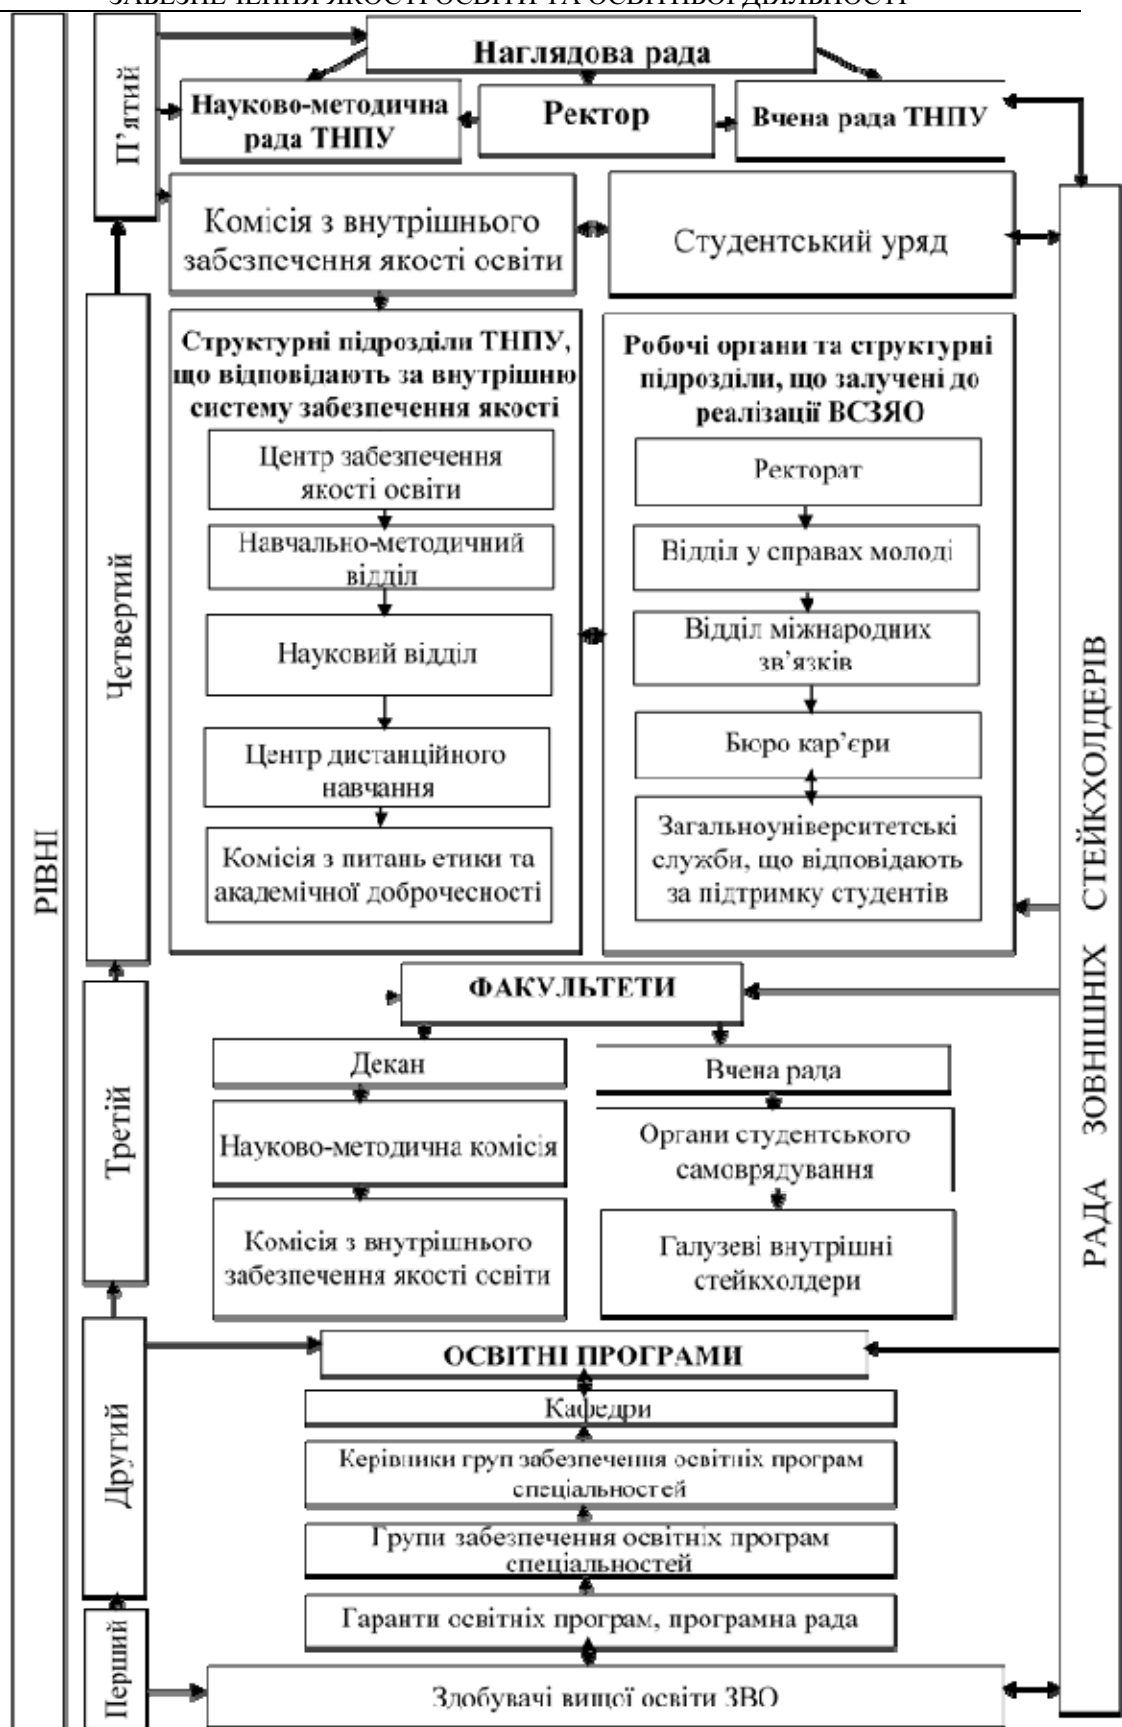 ЗАБЕЗПЕЧЕННЯ ЯКОСТІ ОСВІТИ ТА ОСВІТНЬОЇ ДІЯЛЬНОСТІ
РІВНІ
П’ятий
Наглядова рада
Науково-методична
рада ТНПУ
Ректор
Вчена рада ТНПУ
Комісія з внутрішнього
забезпечення якості освіти
Студентський уряд
Четвертий
Структурні підрозділи ТНПУ,
що відповідають за внутрішню
систему забезпечення якості
Центр забезпечення
якості освіти
Навчально-методичний
відділ
Науковий відділ
Центр дистанційного
навчання
Комісія з питань етики та
академічної доброчесності
Робочі органи та структурні
підрозділи, що залучені до
реалізації ВСЗЯО
Ректорат
Відділ у справах молоді
Відділ міжнародних
зв’язків
Бюро кар’єри
Загальноуніверситетські
служби, що відповідають
за підтримку студентів
РАДА ЗОВНІШНІХ СТЕЙКХОЛДЕРІВ
Третій
ФАКУЛЬТЕТИ
Декан
Науково-методична комісія
Комісія з внутрішнього
забезпечення якості освіти
Вчена рада
Органи студентського
самоврядування
Галузеві внутрішні
стейкхолдери
Другий
ОСВІТНІ ПРОГРАМИ
Кафедри
Керівники груп забезпечення освітніх програм
спеціальностей
Групи забезпечення освітніх програм
спеціальностей
Гаранти освітніх програм, програмна рада
Перший
Здобувачі вищої освіти ЗВО